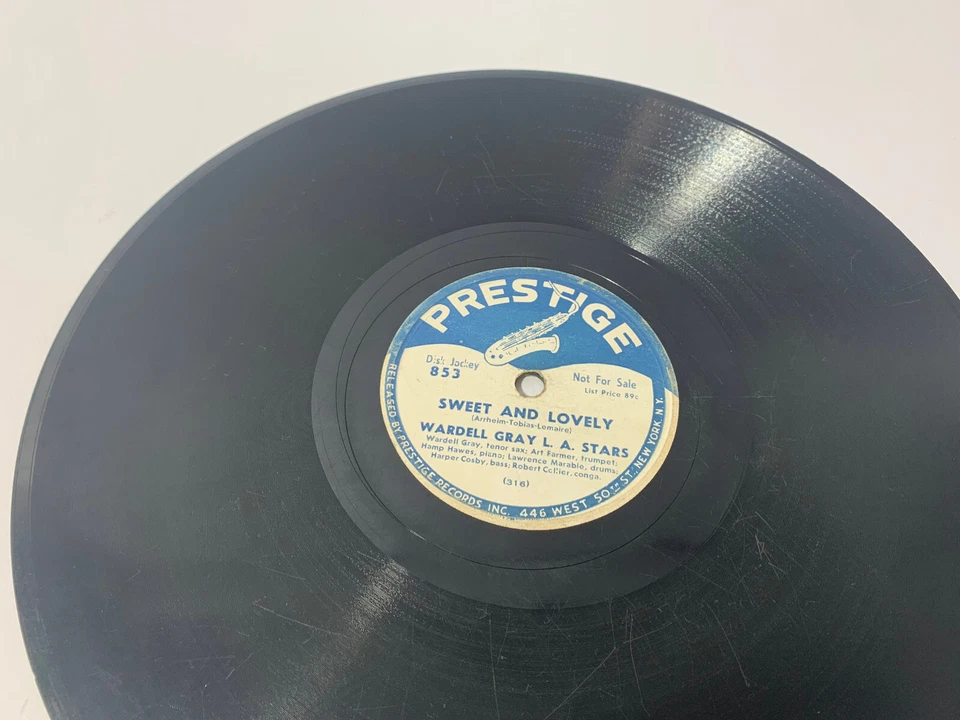 PRESTIGE
Disk Jockey
853
Not For Sale
List Price 89c
SWEET AND LOVELY
(Arrheim-Tobias-Lemaire)
WARDELL GRAY L. A. STARS
Wardell Gray, tenor sax; Art Farmer, trumpet;
Hamp Hawes, piano; Lawrence Marable, drums;
Harper Cosby, bass; Robert Collier, conga.
(316)
RELEASED BY PRESTIGE RECORDS INC. 446 WEST 50TH ST. NEW YORK N.Y.